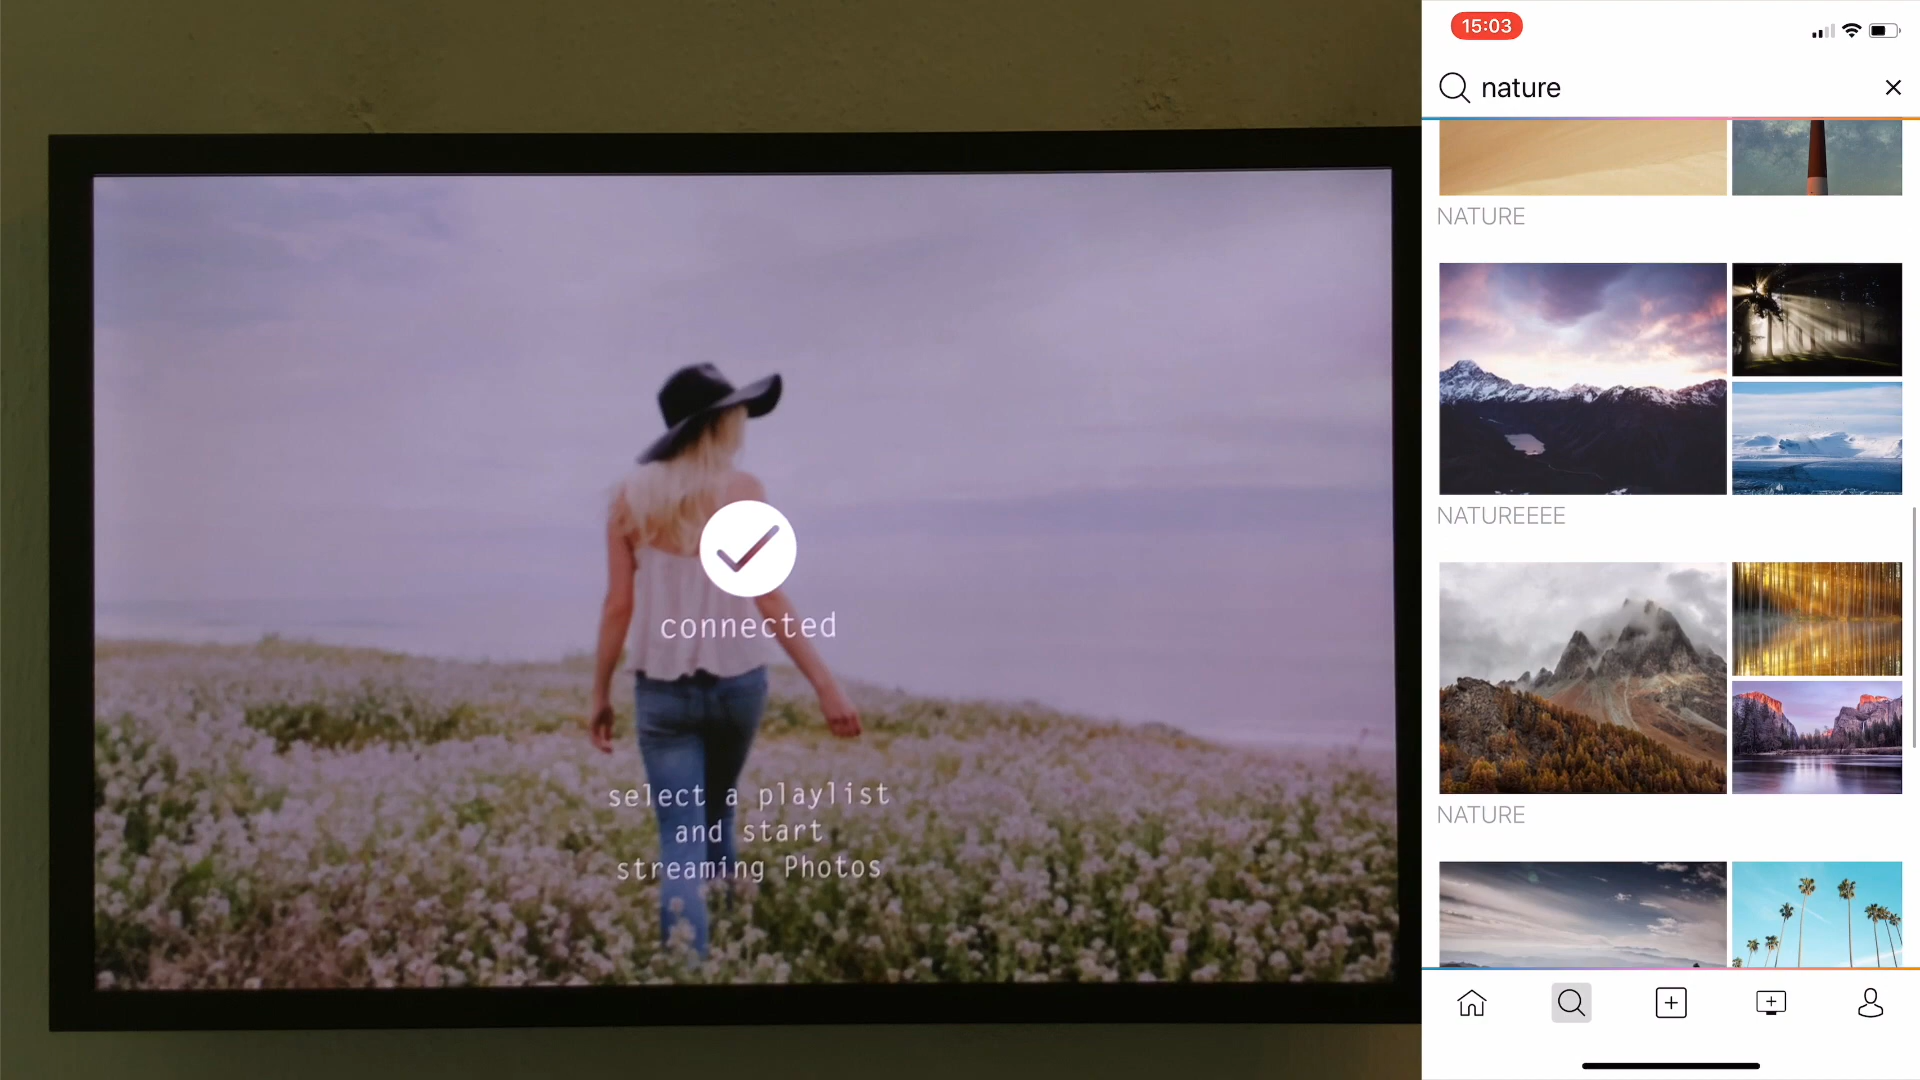 connected
select a playlist
and start
streaming Photos
15:03
nature
NATURE
NATUREEEE
NATURE